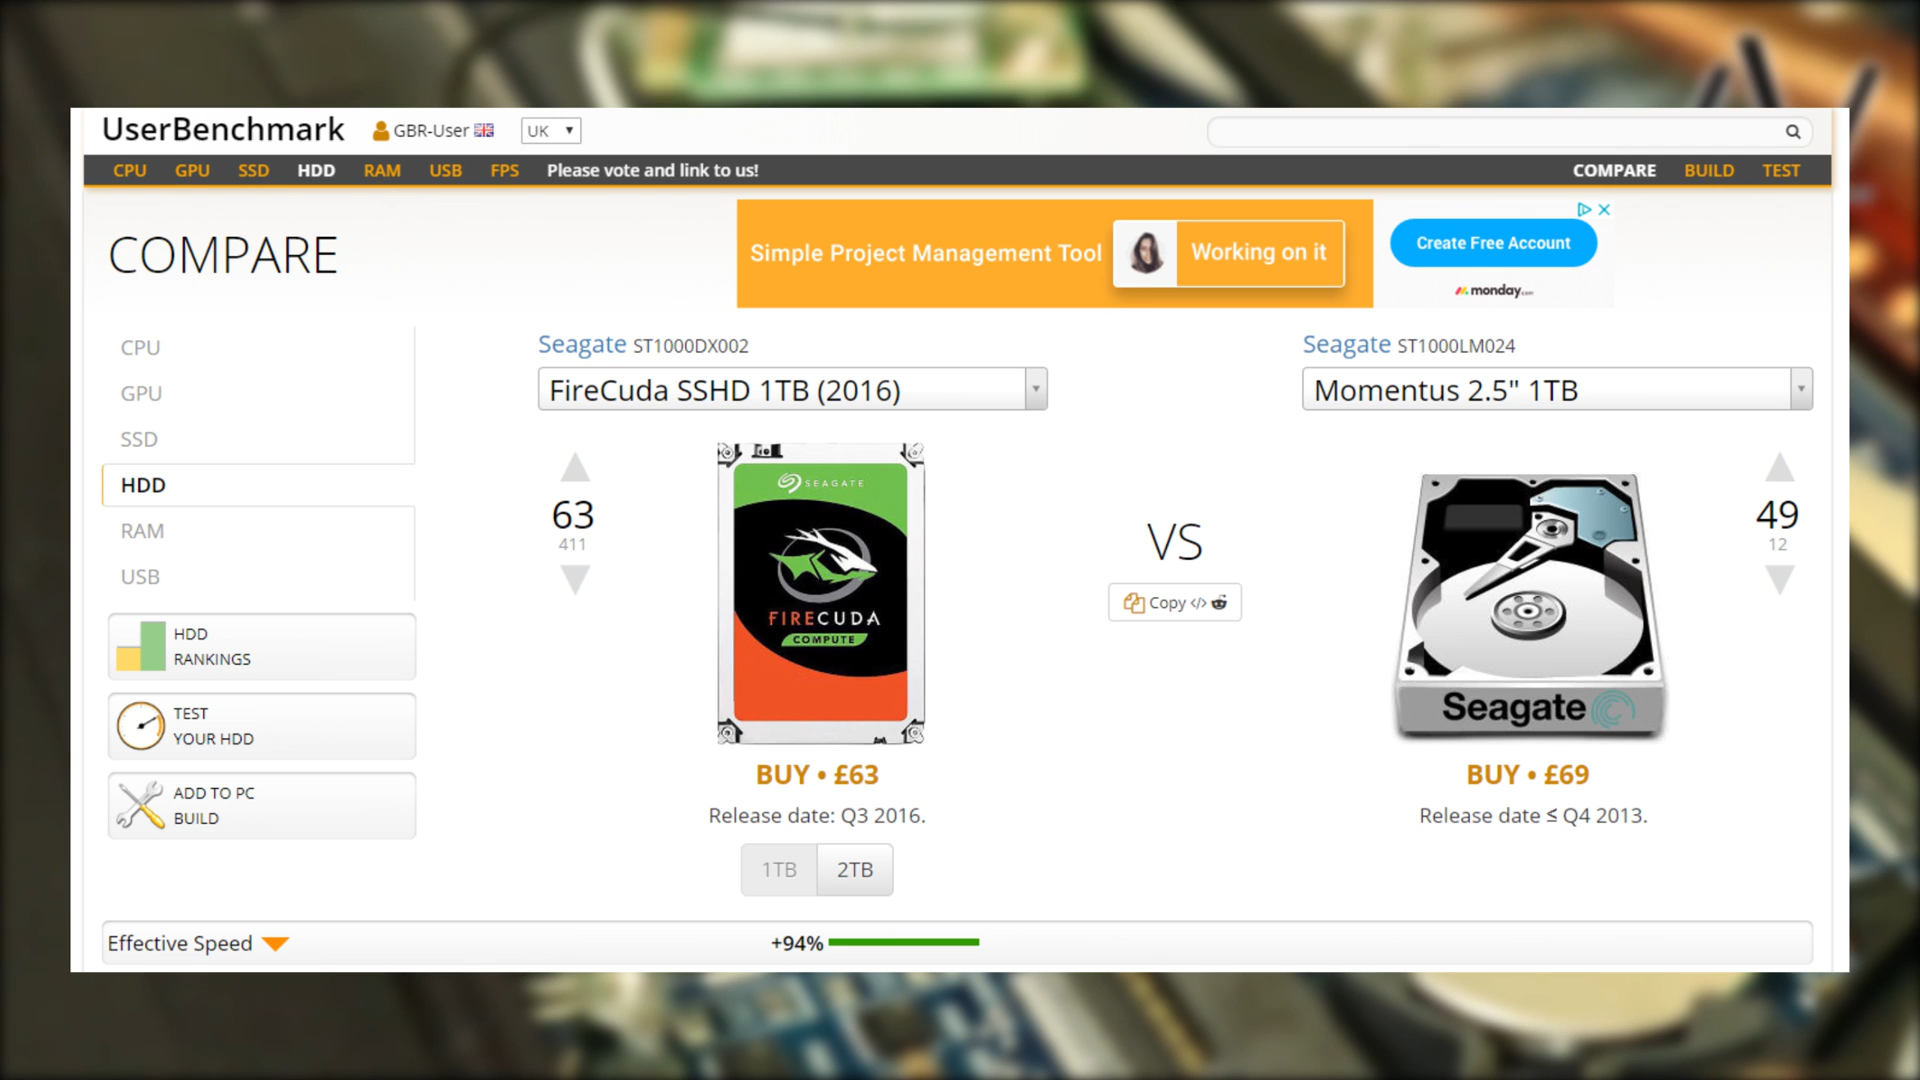 UserBenchmark GBR-User UK
CPU GPU SSD HDD RAM USB FPS Please vote and link to us! COMPARE BUILD TEST
COMPARE
Simple Project Management Tool Working on it Create Free Account
monday.com
CPU
GPU
SSD
HDD
RAM
USB
HDD
RANKINGS
TEST
YOUR HDD
ADD TO PC
BUILD
Seagate ST1000DX002
FireCuda SSHD 1TB (2016)
63
411
SEAGATE
FIRECUDA
COMPUTE
BUY • £63
Release date: Q3 2016.
1TB 2TB
VS
Copy </>
Seagate ST1000LM024
Momentus 2.5" 1TB
49
12
Seagate
BUY • £69
Release date ≤ Q4 2013.
Effective Speed +94%